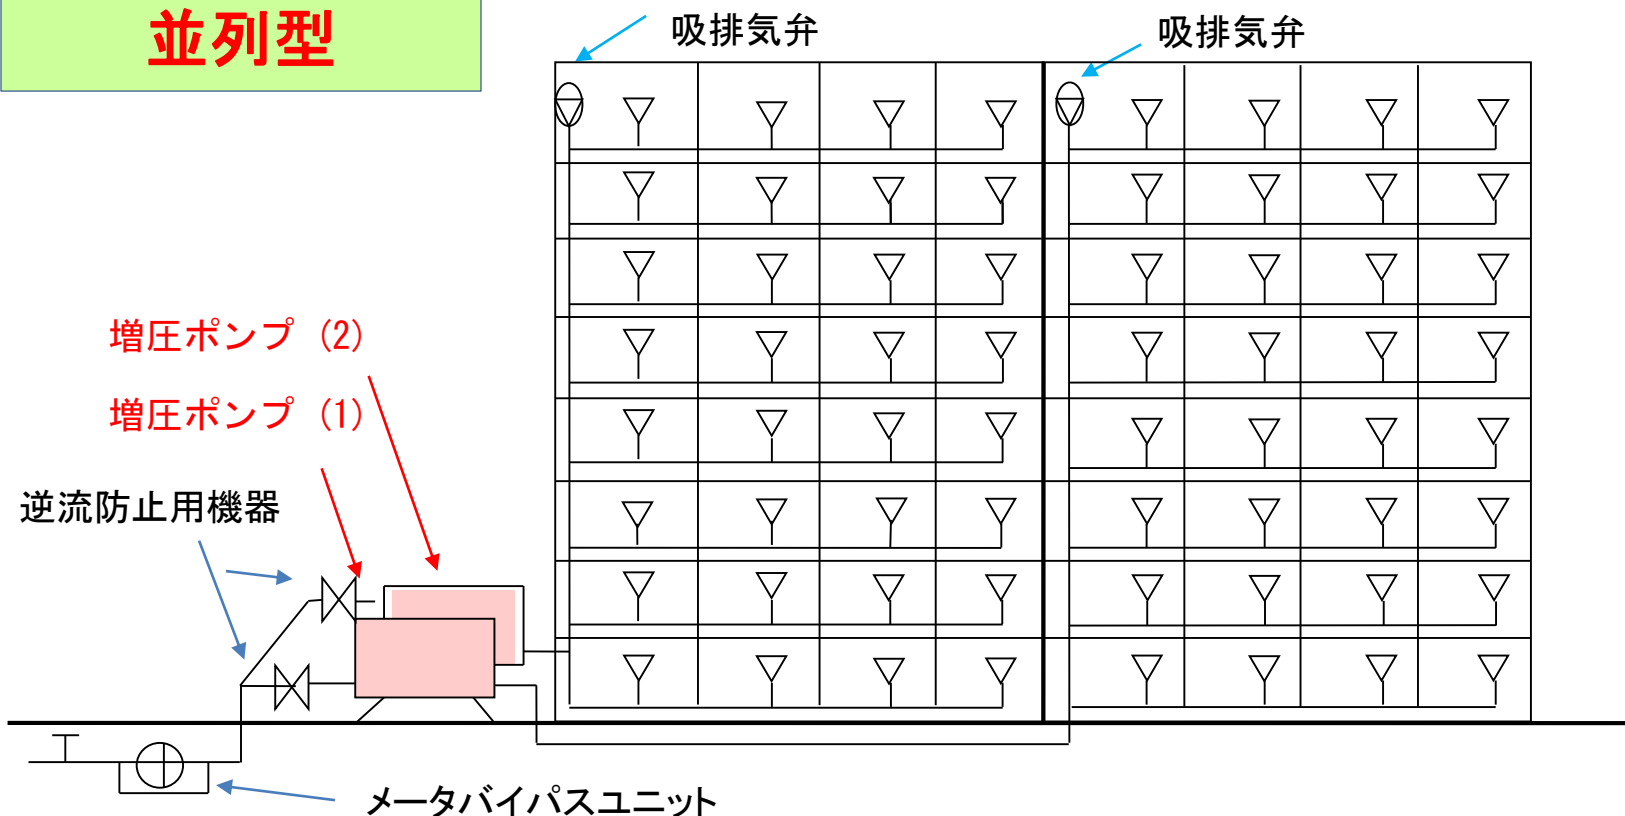 並列型
吸排気弁
吸排気弁
増圧ポンプ (2)
増圧ポンプ (1)
逆流防止用機器
メータバイパスユニット